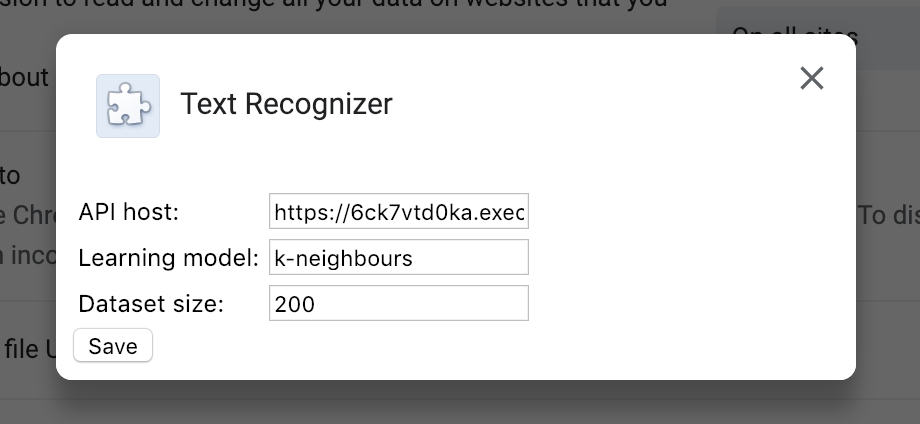 sion to read and change all your data on websites that you
On all sites
bout
Text Recognizer
to
API host: https://6ck7vtd0ka.exec
e Chr
To dis
Learning model: k-neighbours
n inco
Dataset size: 200
Save
file U